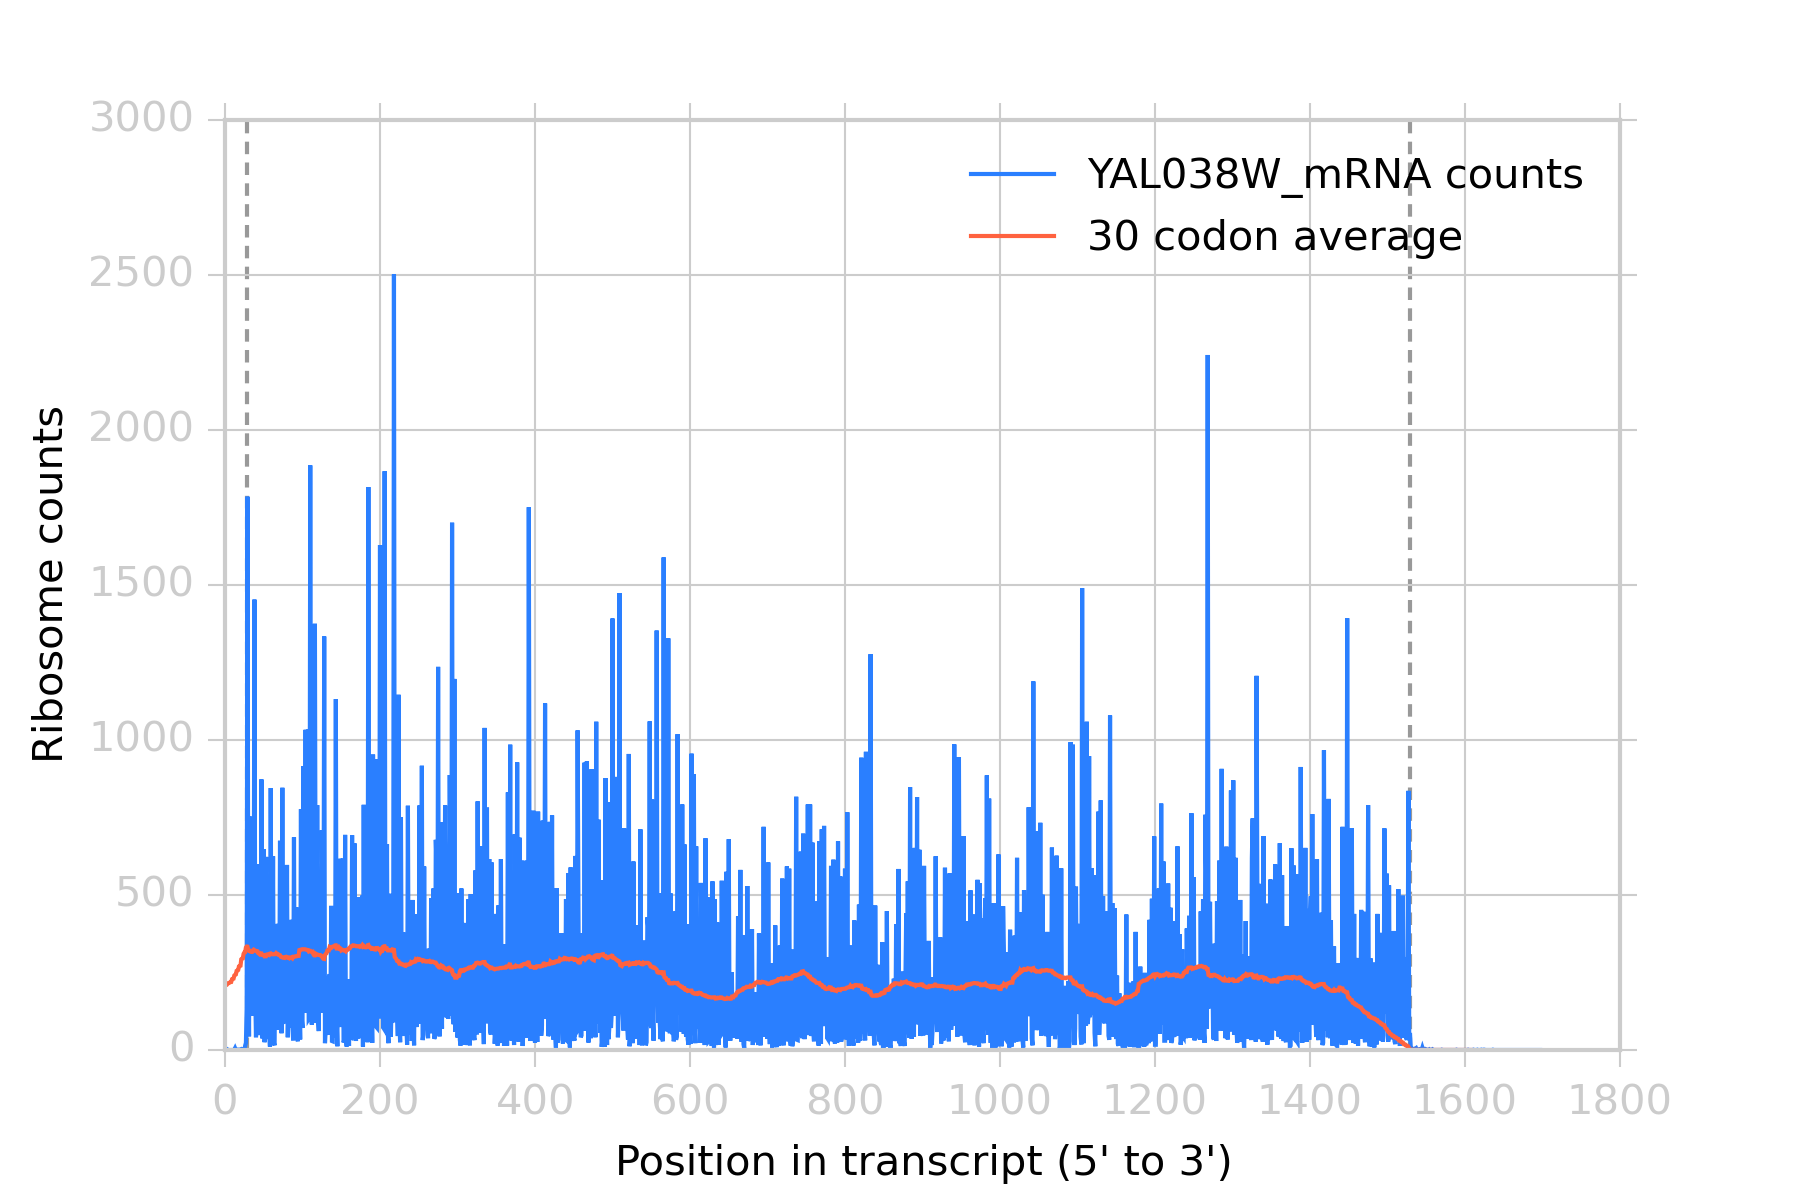 3000
2500
2000
1500
1000
500
0
Ribosome counts
YAL038W_mRNA counts
30 codon average
0 200 400 600 800 1000 1200 1400 1600 1800
Position in transcript (5' to 3')